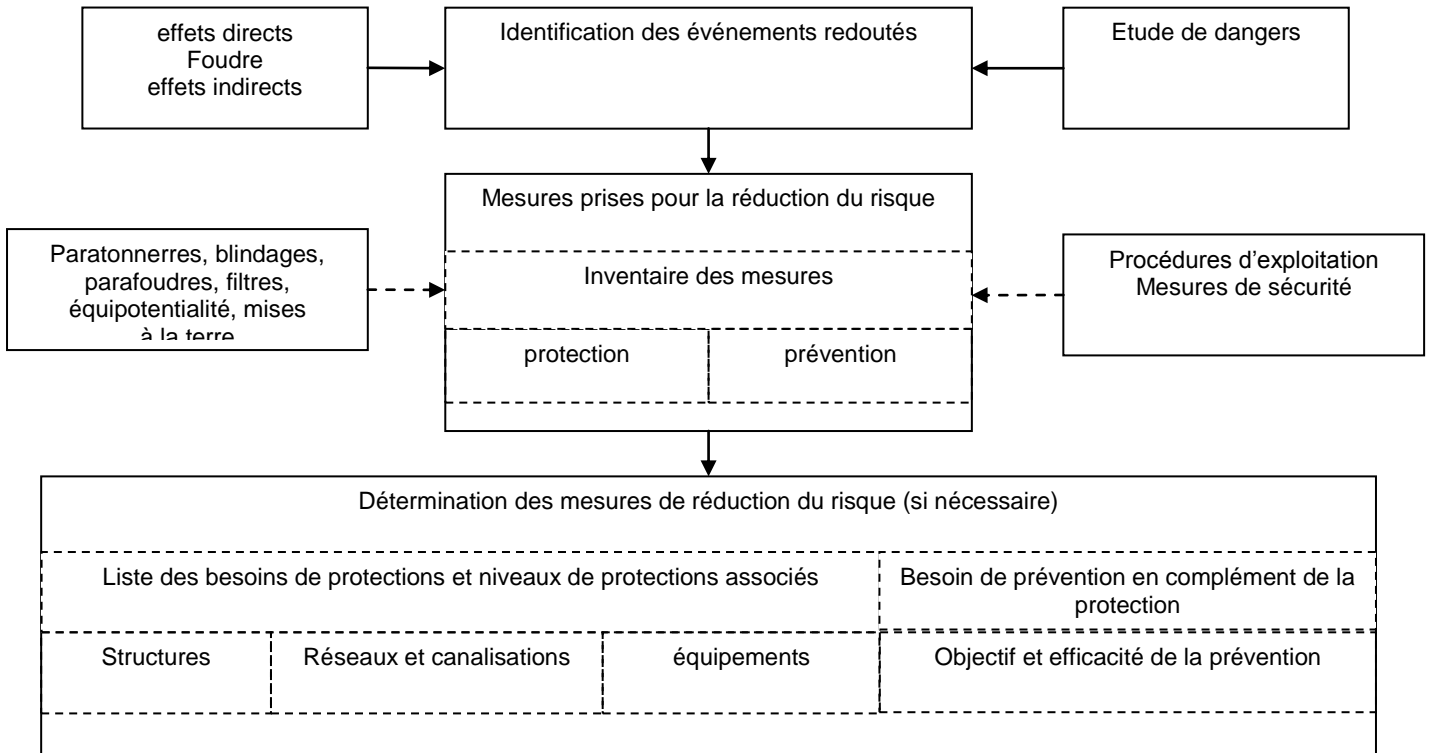 effets directs
Foudre
effets indirects
Identification des événements redoutés
Etude de dangers
Mesures prises pour la réduction du risque
Paratonnerres, blindages,
parafoudres, filtres,
équipotentialité, mises
à la terre
Inventaire des mesures
protection
prévention
Procédures d’exploitation
Mesures de sécurité
Détermination des mesures de réduction du risque (si nécessaire)
Liste des besoins de protections et niveaux de protections associés
Besoin de prévention en complément de la
protection
Structures
Réseaux et canalisations
équipements
Objectif et efficacité de la prévention